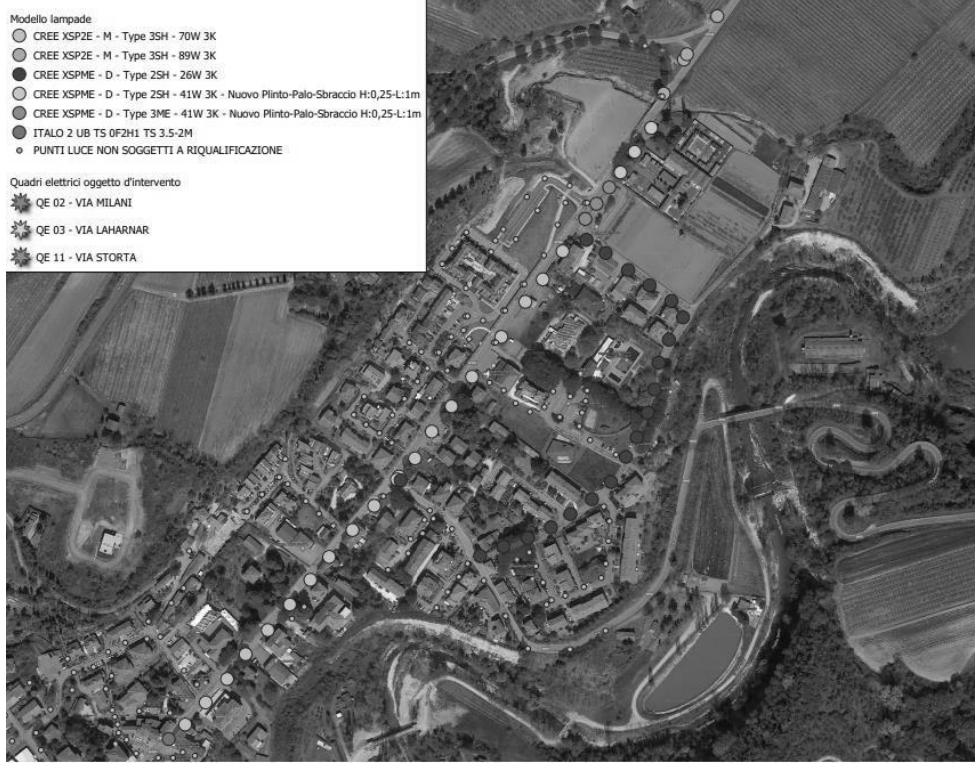 Modello lampade
CREE XSP2E - M - Type 3SH - 70W 3K
CREE XSP2E - M - Type 3SH - 89W 3K
CREE XSPME - D - Type 2SH - 26W 3K
CREE XSPME - D - Type 2SH - 41W 3K - Nuovo Plinto-Palo-Sbraccio H:0,25-L:1m
CREE XSPME - D - Type 3ME - 41W 3K - Nuovo Plinto-Palo-Sbraccio H:0,25-L:1m
ITALO 2 UB TS 0F2H1 TS 3.5-2M
PUNTI LUCE NON SOGGETTI A RIQUALIFICAZIONE
Quadri elettrici oggetto d'intervento
QE 02 - VIA MILANI
QE 03 - VIA LAHARNAR
QE 11 - VIA STORTA